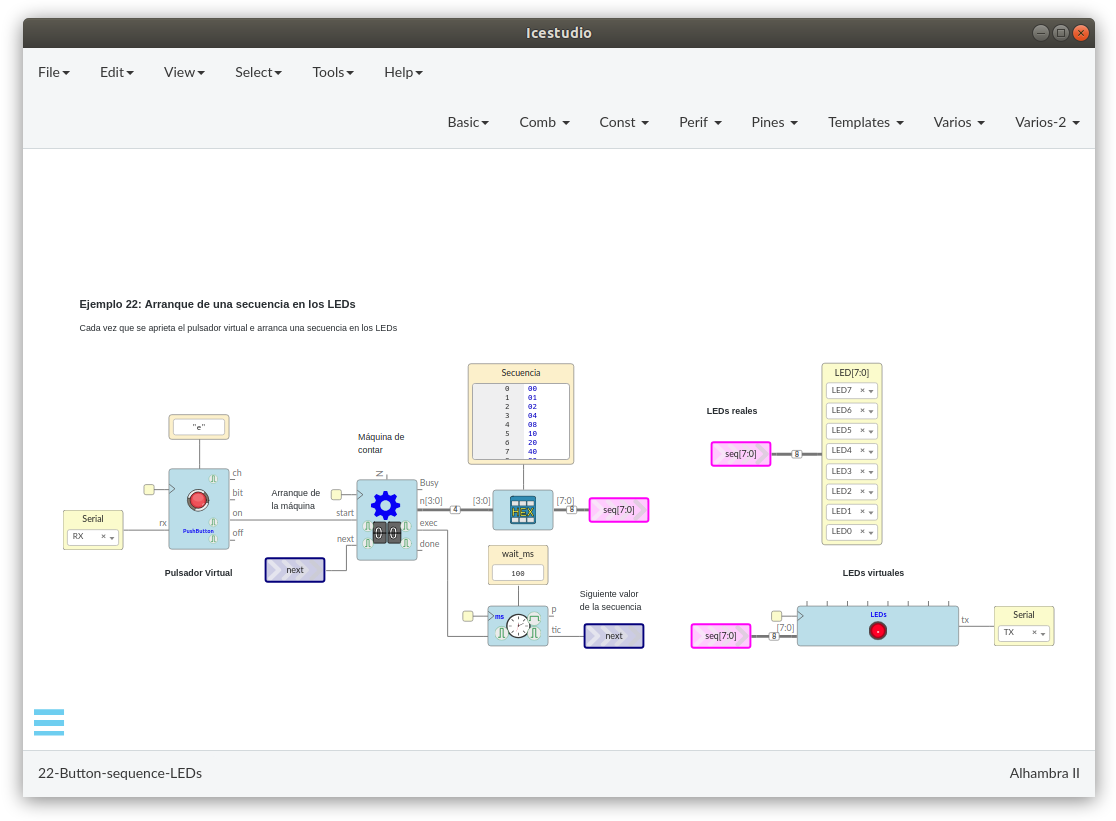 Icestudio
File Edit View Select Tools Help
Basic Comb Const Perif Pines Templates Varios Varios-2
Ejemplo 22: Arranque de una secuencia en los LEDs
Cada vez que se aprieta el pulsador virtual e arranca una secuencia en los LEDs
"e"
ch
bit
on
off
PushButton
rx
Serial
RX ×
Pulsador Virtual
Máquina de
contar
Arranque de
la máquina
N
start
next
Busy
n[3:0]
exec
done
0 0
next
4
Secuencia
0 00
1 01
2 02
3 04
4 08
5 10
6 20
7 40
[3:0]
HEX
[7:0]
8
seq[7:0]
wait_ms
100
ms
p
tic
Siguiente valor
de la secuencia
next
LEDs reales
seq[7:0]
8
LED[7:0]
LED7 ×
LED6 ×
LED5 ×
LED4 ×
LED3 ×
LED2 ×
LED1 ×
LED0 ×
LEDs virtuales
seq[7:0]
8
[7:0]
LEDs
tx
Serial
TX ×
22-Button-sequence-LEDs
Alhambra II